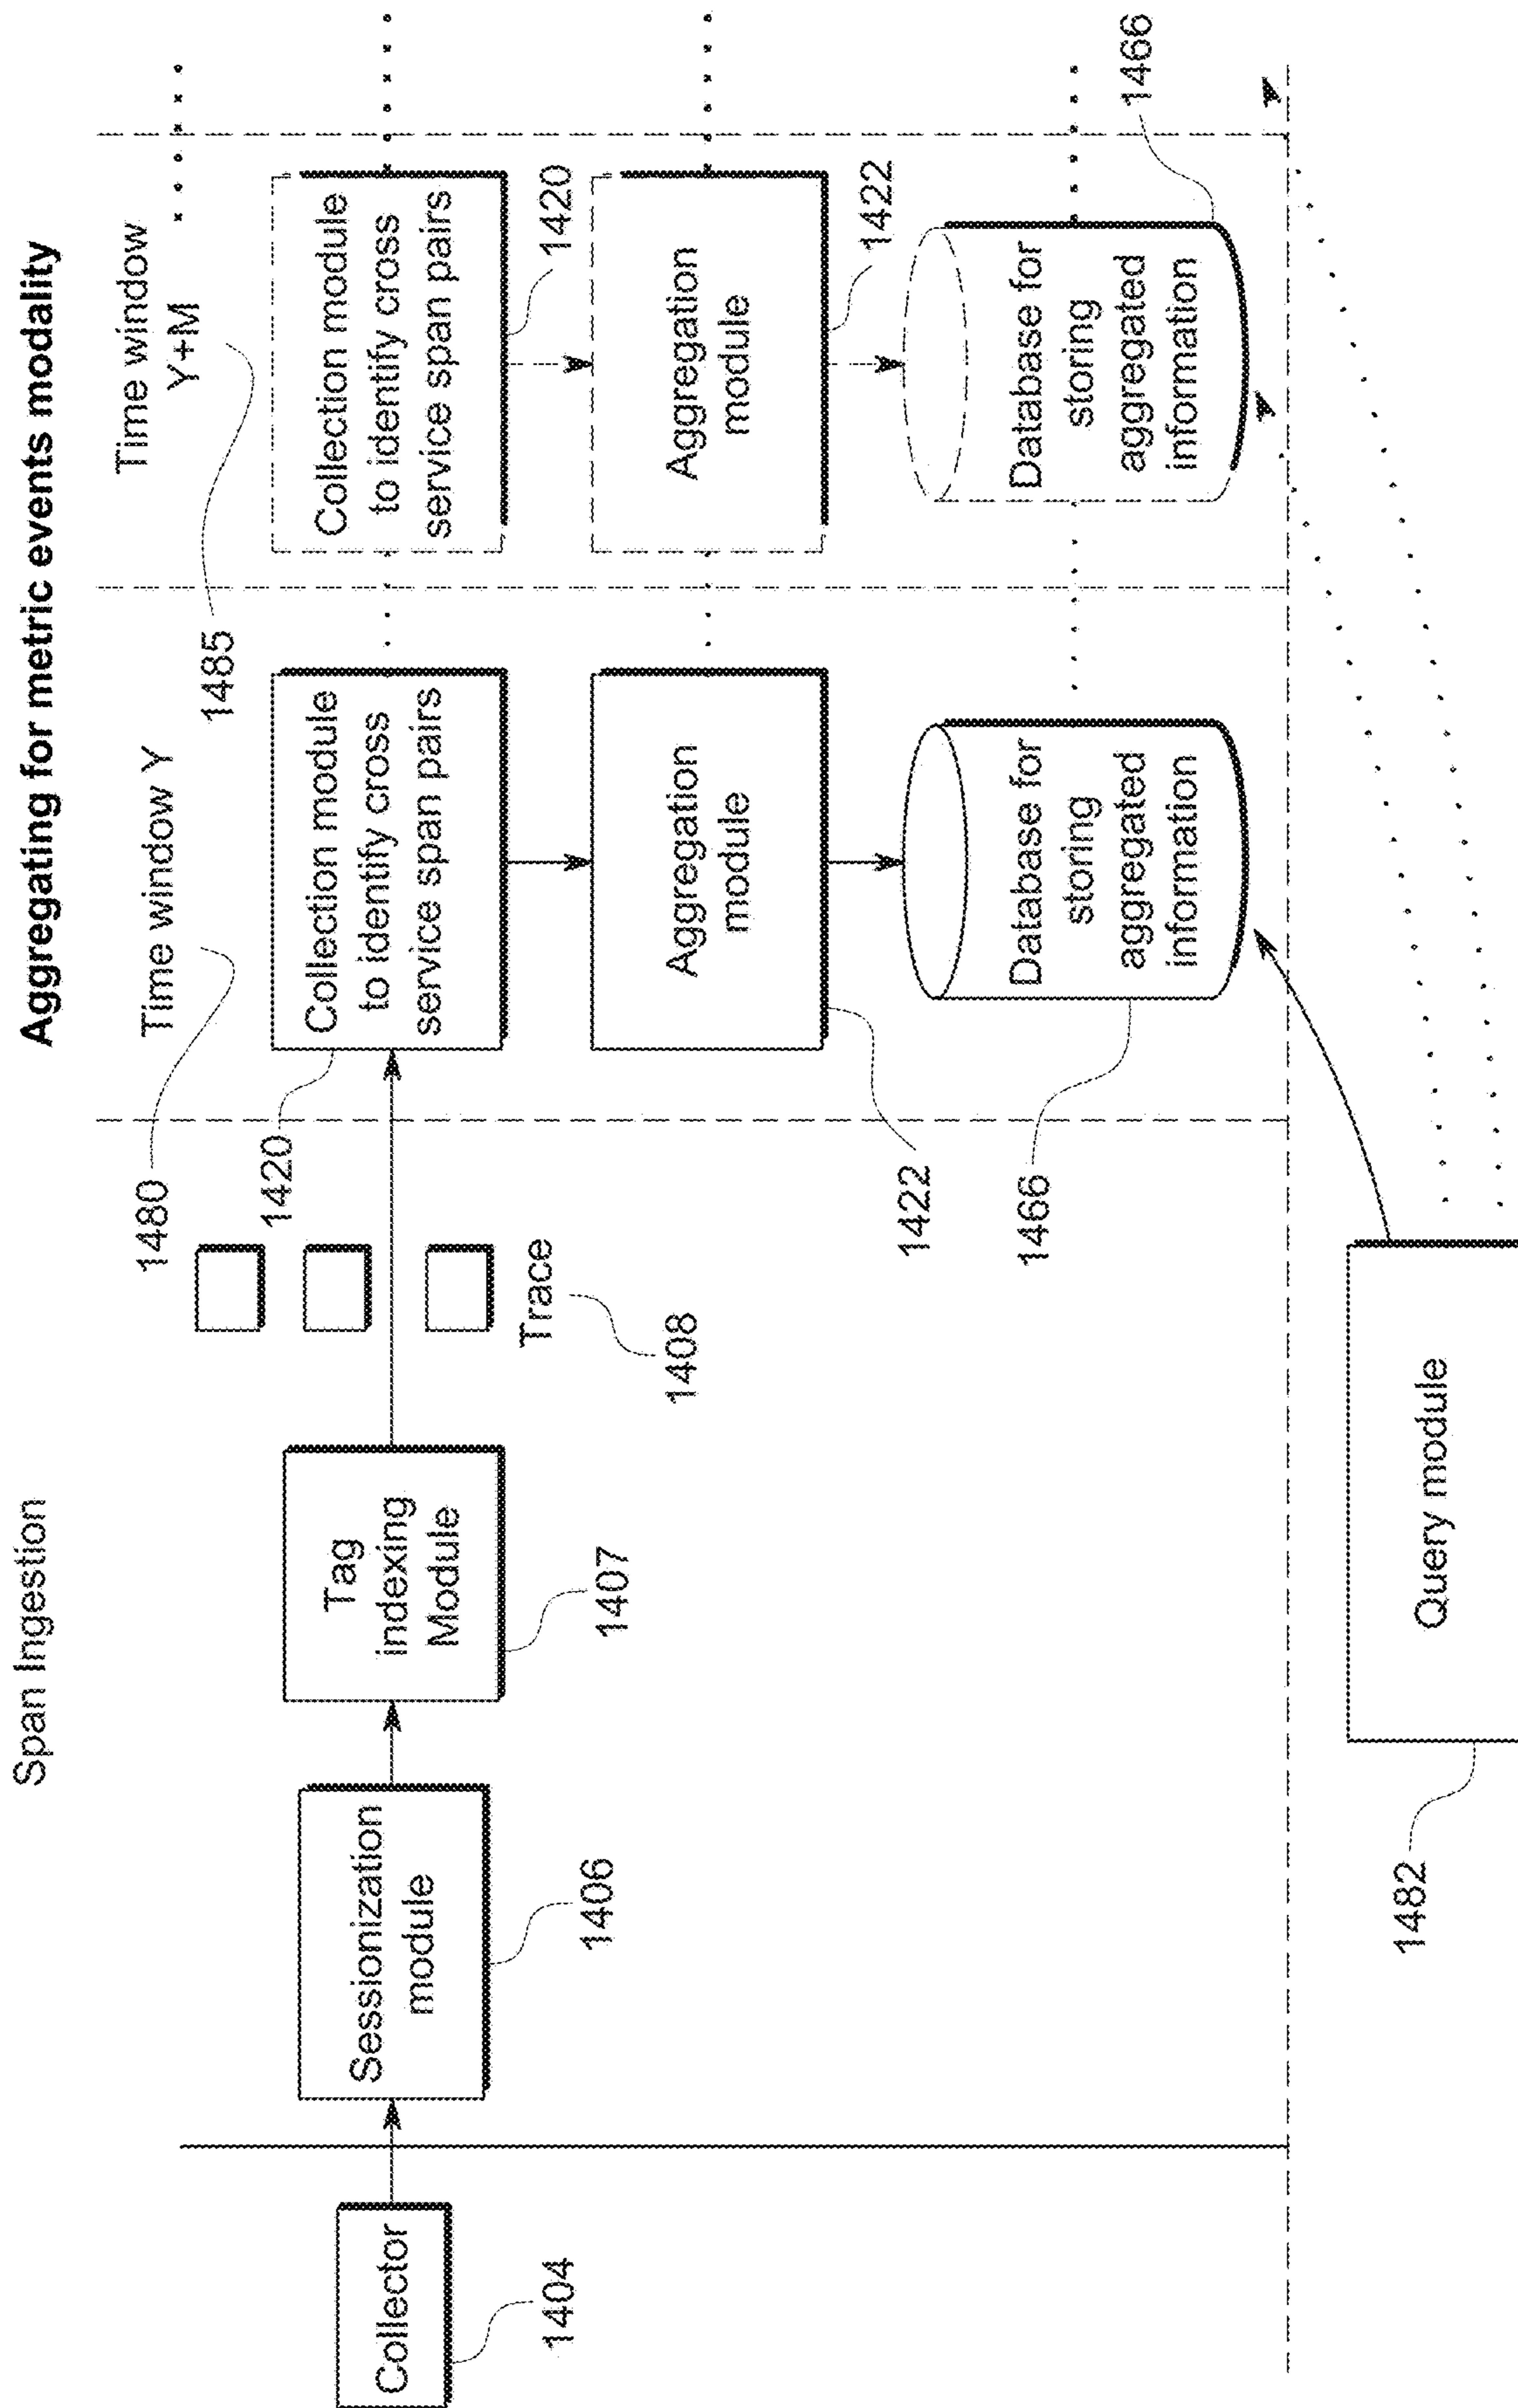 Aggregating for metric events modality
Span Ingestion
Time window Y
Time window
Y+M
1480
1485
Collector
1404
Sessionization
module
1406
Tag
indexing
Module
1407
Trace
1408
Collection module
to identify cross
service span pairs
1420
Aggregation
module
1422
Database for
storing
aggregated
information
1466
Collection module
to identify cross
service span pairs
1420
Aggregation
module
1422
Database for
storing
aggregated
information
1466
Query module
1482